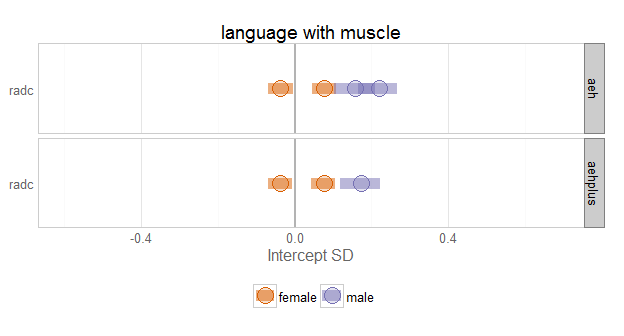 language with muscle
radc
aeh
radc
aehplus
-0.4 0.0 0.4
Intercept SD
female male